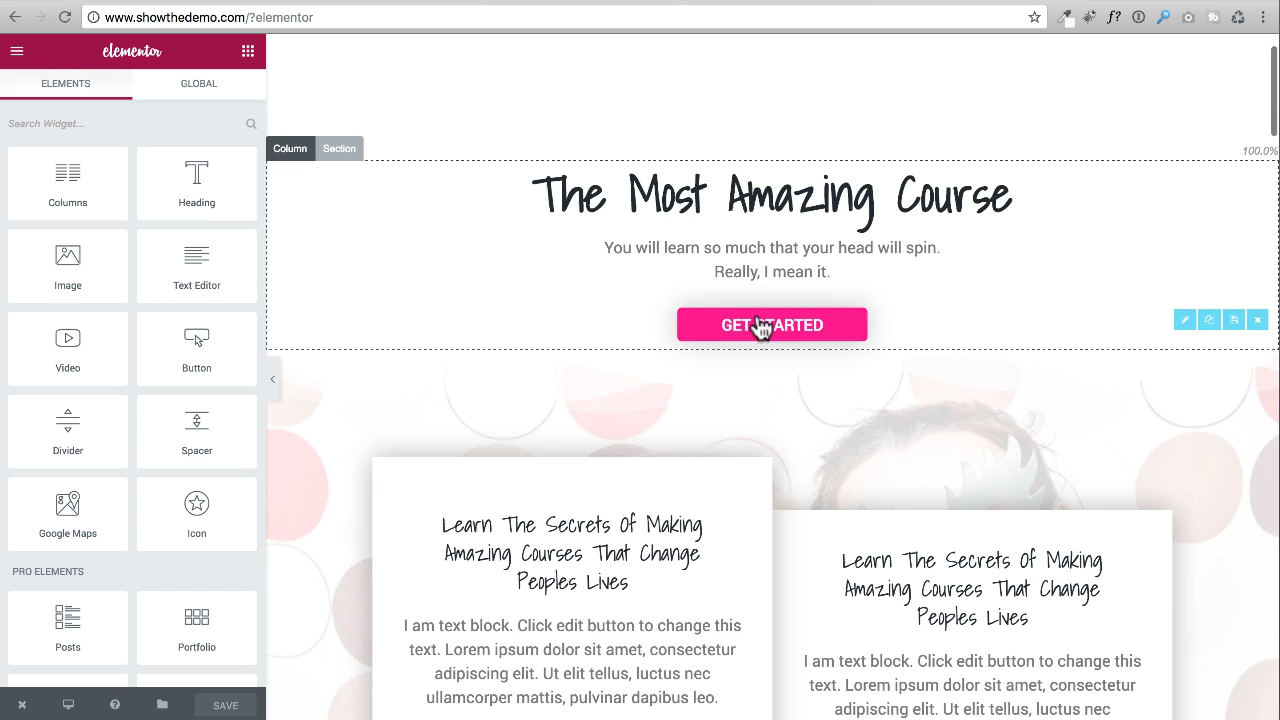 www.showthedemo.com/?elementor
elementor
ELEMENTS
GLOBAL
Search Widget...
Columns
Heading
Image
Text Editor
Video
Button
Divider
Spacer
Google Maps
Icon
PRO ELEMENTS
Posts
Portfolio
SAVE
Column
Section
100.0%
The Most Amazing Course
You will learn so much that your head will spin.
Really, I mean it.
GET STARTED
Learn The Secrets Of Making
Amazing Courses That Change
Peoples Lives
I am text block. Click edit button to change this
text. Lorem ipsum dolor sit amet, consectetur
adipiscing elit. Ut elit tellus, luctus nec
ullamcorper mattis, pulvinar dapibus leo.
Learn The Secrets Of Making
Amazing Courses That Change
Peoples Lives
I am text block. Click edit button to change this
text. Lorem ipsum dolor sit amet, consectetur
adipiscing elit. Ut elit tellus, luctus nec